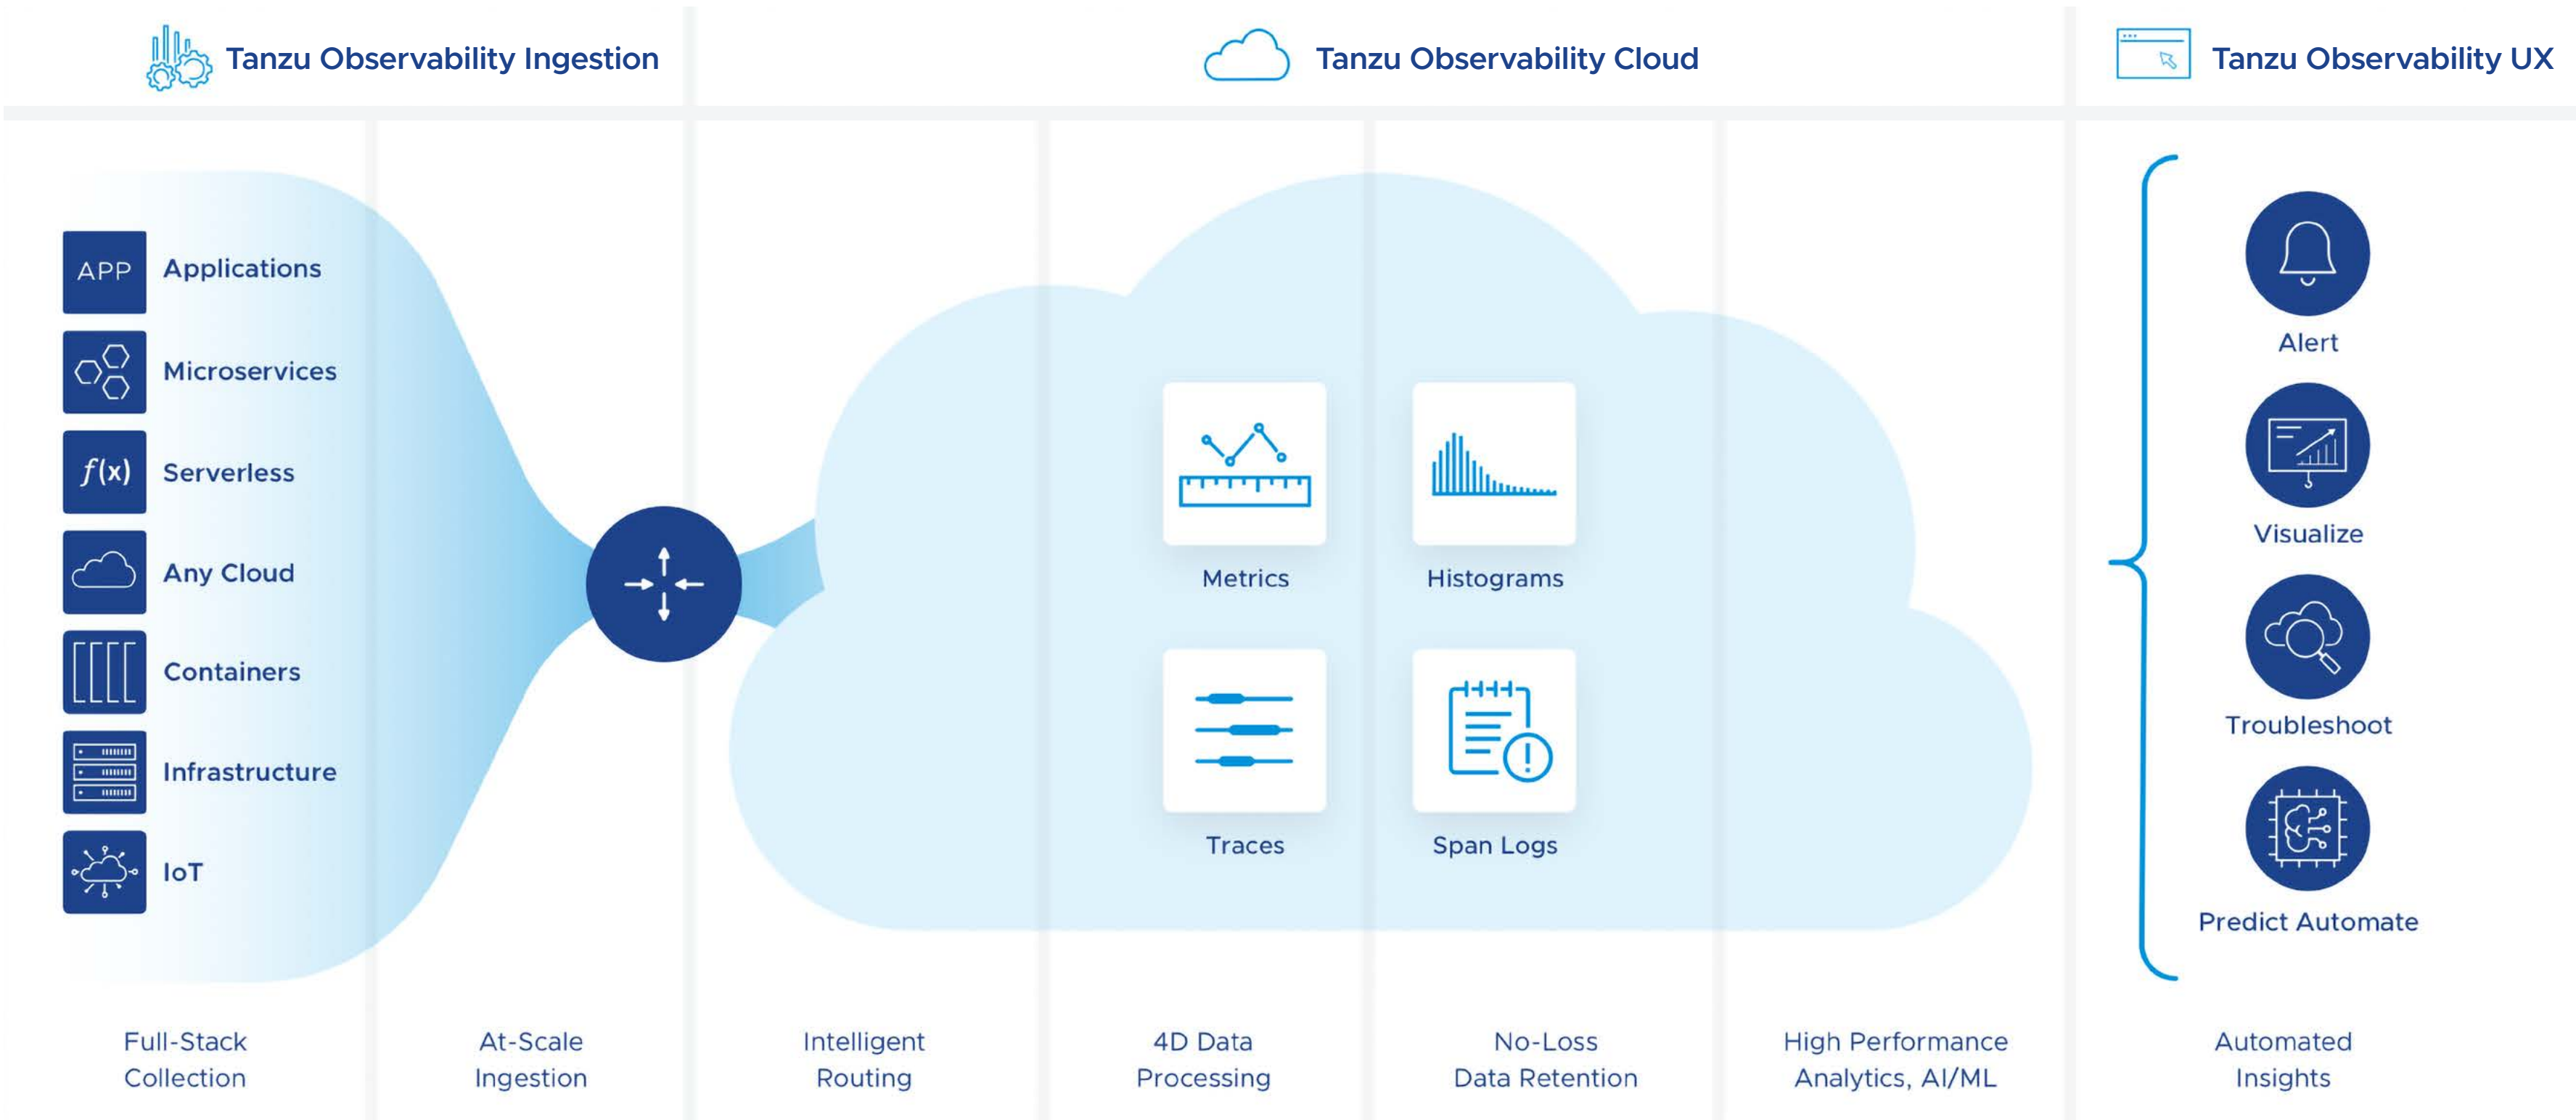 Tanzu Observability Ingestion
Tanzu Observability Cloud
Tanzu Observability UX
APP
Applications
Microservices
f(x)
Serverless
Any Cloud
Containers
Infrastructure
IoT
Metrics
Histograms
Traces
Span Logs
Alert
Visualize
Troubleshoot
Predict Automate
Full-Stack
Collection
At-Scale
Ingestion
Intelligent
Routing
4D Data
Processing
No-Loss
Data Retention
High Performance
Analytics, AI/ML
Automated
Insights